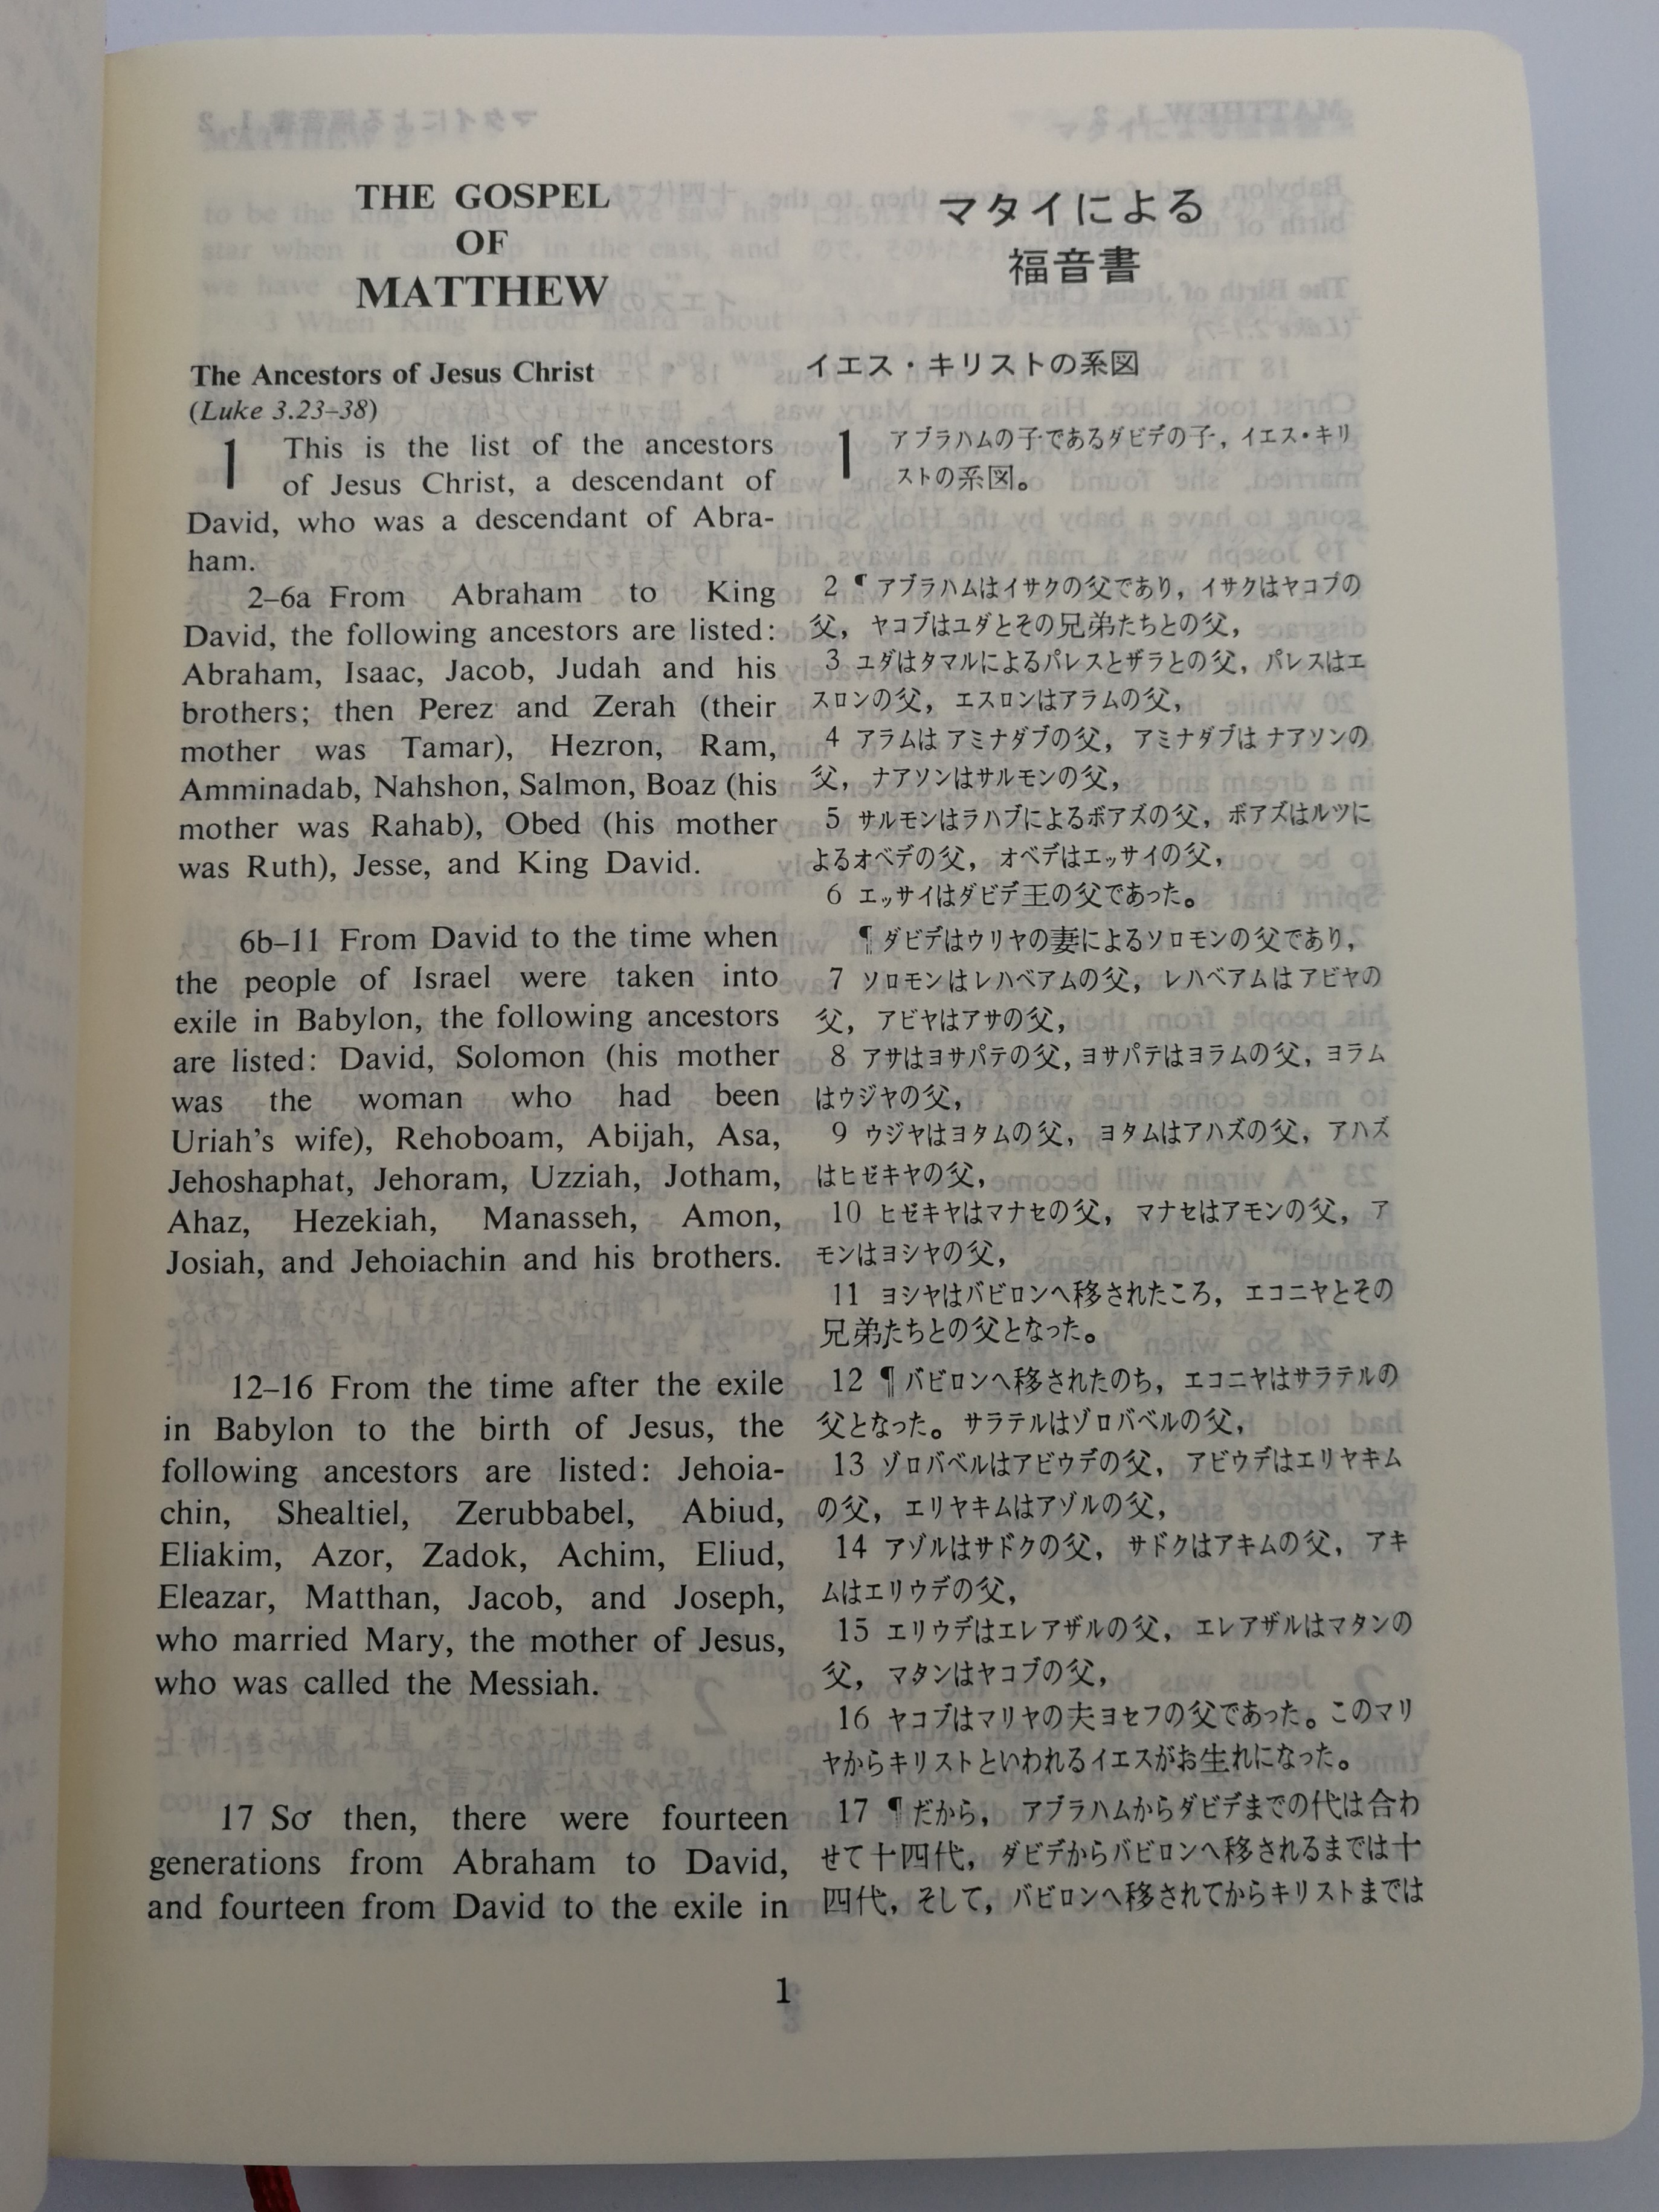 THE GOSPEL
OF
MATTHEW
The Ancestors of Jesus Christ
(Luke 3.23–38)
1 This is the list of the ancestors
of Jesus Christ, a descendant of
David, who was a descendant of Abra-
ham.
2–6a From Abraham to King
David, the following ancestors are listed:
Abraham, Isaac, Jacob, Judah and his
brothers; then Perez and Zerah (their
mother was Tamar), Hezron, Ram,
Amminadab, Nahshon, Salmon, Boaz (his
mother was Rahab), Obed (his mother
was Ruth), Jesse, and King David.
6b–11 From David to the time when
the people of Israel were taken into
exile in Babylon, the following ancestors
are listed: David, Solomon (his mother
was the woman who had been
Uriah's wife), Rehoboam, Abijah, Asa,
Jehoshaphat, Jehoram, Uzziah, Jotham,
Ahaz, Hezekiah, Manasseh, Amon,
Josiah, and Jehoiachin and his brothers.
12–16 From the time after the exile
in Babylon to the birth of Jesus, the
following ancestors are listed: Jehoia-
chin, Shealtiel, Zerubbabel, Abiud,
Eliakim, Azor, Zadok, Achim, Eliud,
Eleazar, Matthan, Jacob, and Joseph,
who married Mary, the mother of Jesus,
who was called the Messiah.
17 So then, there were fourteen
generations from Abraham to David,
and fourteen from David to the exile in
マタイによる
福音書
イエス・キリストの系図
1 アブラハムの子であるダビデの子，イエス・キリ
ストの系図。
2 ¶ アブラハムはイサクの父であり，イサクはヤコブの
父，ヤコブはユダとその兄弟たちとの父，
3 ユダはタマルによるパレスとザラとの父，パレスはエ
スロンの父，エスロンはアラムの父，
4 アラムは アミナダブの父，アミナダブは ナアソンの
父，ナアソンはサルモンの父，
5 サルモンはラハブによるボアズの父，ボアズはルツに
よるオベデの父，オベデはエッサイの父，
6 エッサイはダビデ王の父であった。
¶ ダビデはウリヤの妻によるソロモンの父であり，
7 ソロモンはレハベアムの父，レハベアムは アビヤの
父，アビヤはアサの父，
8 アサはヨサパテの父，ヨサパテはヨラムの父，ヨラム
はウジヤの父，
9 ウジヤはヨタムの父，ヨタムはアハズの父，アハズ
はヒゼキヤの父，
10 ヒゼキヤはマナセの父，マナセはアモンの父，ア
モンはヨシヤの父，
11 ヨシヤはバビロンへ移されたころ，エコニヤとその
兄弟たちとの父となった。
12 ¶ バビロンへ移されたのち，エコニヤはサラテルの
父となった。サラテルはゾロバベルの父，
13 ゾロバベルはアビウデの父，アビウデはエリヤキム
の父，エリヤキムはアゾルの父，
14 アゾルはサドクの父，サドクはアキムの父，アキ
ムはエリウデの父，
15 エリウデはエレアザルの父，エレアザルはマタンの
父，マタンはヤコブの父，
16 ヤコブはマリヤの夫ヨセフの父であった。このマリ
ヤからキリストといわれるイエスがお生れになった。
17 ¶ だから，アブラハムからダビデまでの代は合わ
せて十四代，ダビデからバビロンへ移されるまでは十
四代，そして，バビロンへ移されてからキリストまでは
1